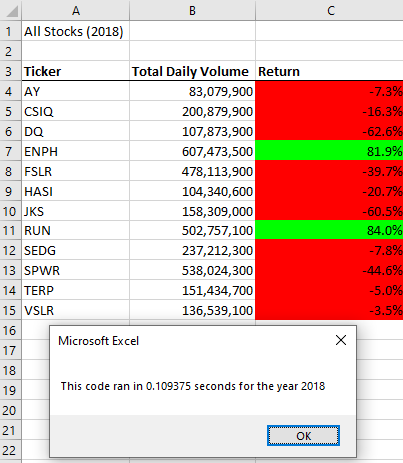 A B C
1 All Stocks (2018)
2
3 Ticker Total Daily Volume Return
4 AY 83,079,900 -7.3%
5 CSIQ 200,879,900 -16.3%
6 DQ 107,873,900 -62.6%
7 ENPH 607,473,500 81.9%
8 FSLR 478,113,900 -39.7%
9 HASI 104,340,600 -20.7%
10 JKS 158,309,000 -60.5%
11 RUN 502,757,100 84.0%
12 SEDG 237,212,300 -7.8%
13 SPWR 538,024,300 -44.6%
14 TERP 151,434,700 -5.0%
15 VSLR 136,539,100 -3.5%
16
17 Microsoft Excel
18
19 This code ran in 0.109375 seconds for the year 2018
20
21 OK
22